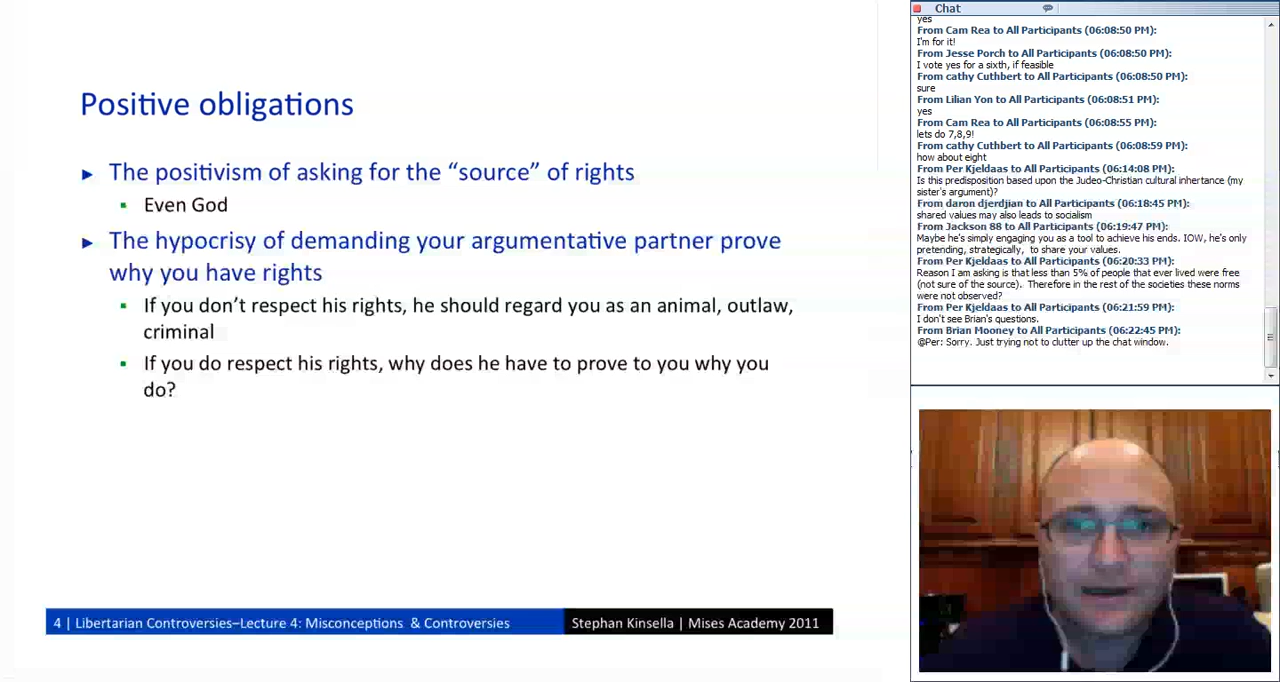 Positive obligations
► The positivism of asking for the “source” of rights
▪ Even God
► The hypocrisy of demanding your argumentative partner prove
why you have rights
▪ If you don’t respect his rights, he should regard you as an animal, outlaw,
criminal
▪ If you do respect his rights, why does he have to prove to you why you
do?
4 | Libertarian Controversies–Lecture 4: Misconceptions & Controversies
Stephan Kinsella | Mises Academy 2011
Chat
yes
From Cam Rea to All Participants (06:08:50 PM):
I'm for it!
From Jesse Porch to All Participants (06:08:50 PM):
I vote yes for a sixth, if feasible
From cathy Cuthbert to All Participants (06:08:50 PM):
sure
From Lilian Yon to All Participants (06:08:51 PM):
yes
From Cam Rea to All Participants (06:08:55 PM):
lets do 7,8,9!
From cathy Cuthbert to All Participants (06:08:59 PM):
how about eight
From Per Kjeldaas to All Participants (06:14:08 PM):
Is this predisposition based upon the Judeo-Christian cultural inhertance (my
sister's argument)?
From daron djerdjian to All Participants (06:18:45 PM):
shared values may also leads to socialism
From Jackson 88 to All Participants (06:19:47 PM):
Maybe he's simply engaging you as a tool to achieve his ends. IOW, he's only
pretending, strategically, to share your values.
From Per Kjeldaas to All Participants (06:20:33 PM):
Reason I am asking is that less than 5% of people that ever lived were free
(not sure of the source). Therefore in the rest of the societies these norms
were not observed?
From Per Kjeldaas to All Participants (06:21:59 PM):
I don't see Brian's questions.
From Brian Mooney to All Participants (06:22:45 PM):
@Per: Sorry. Just trying not to clutter up the chat window.